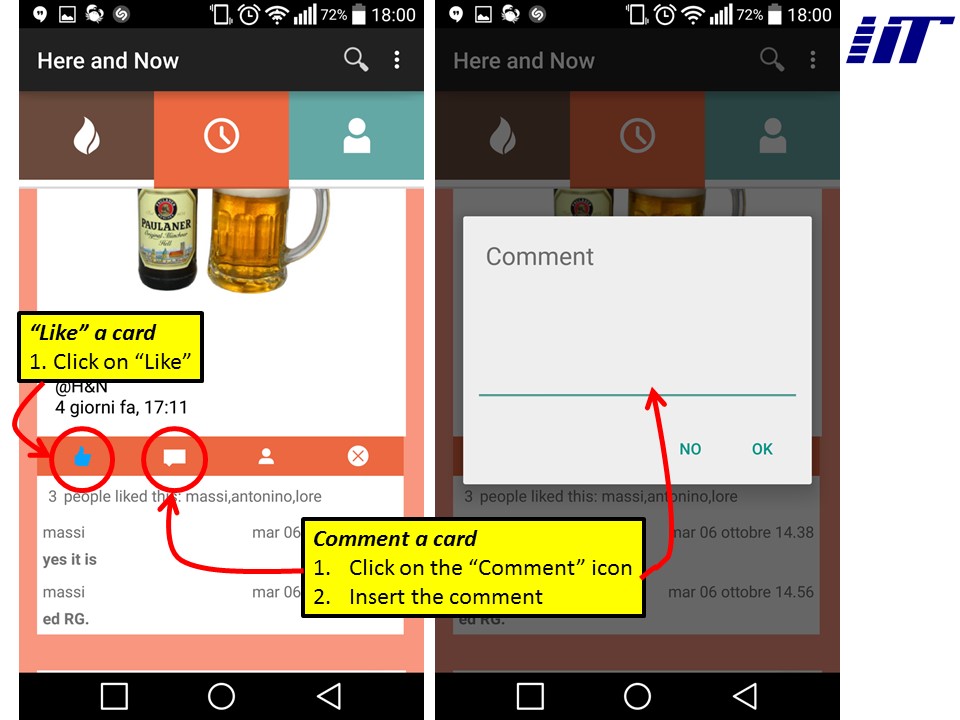 72% 18:00
Here and Now
PAULANER
Original Münchner
Hell
"Like" a card
1. Click on "Like"
@H&N
4 giorni fa, 17:11
3 people liked this: massi,antonino,lore
massi mar 06
yes it is
massi mar 06
ed RG.
Comment a card
1. Click on the "Comment" icon
2. Insert the comment
72% 18:00
Here and Now
Comment
NO OK
3 people liked this: massi,antonino,lore
mar 06 ottobre 14.38
mar 06 ottobre 14.56
ed RG.
IIT